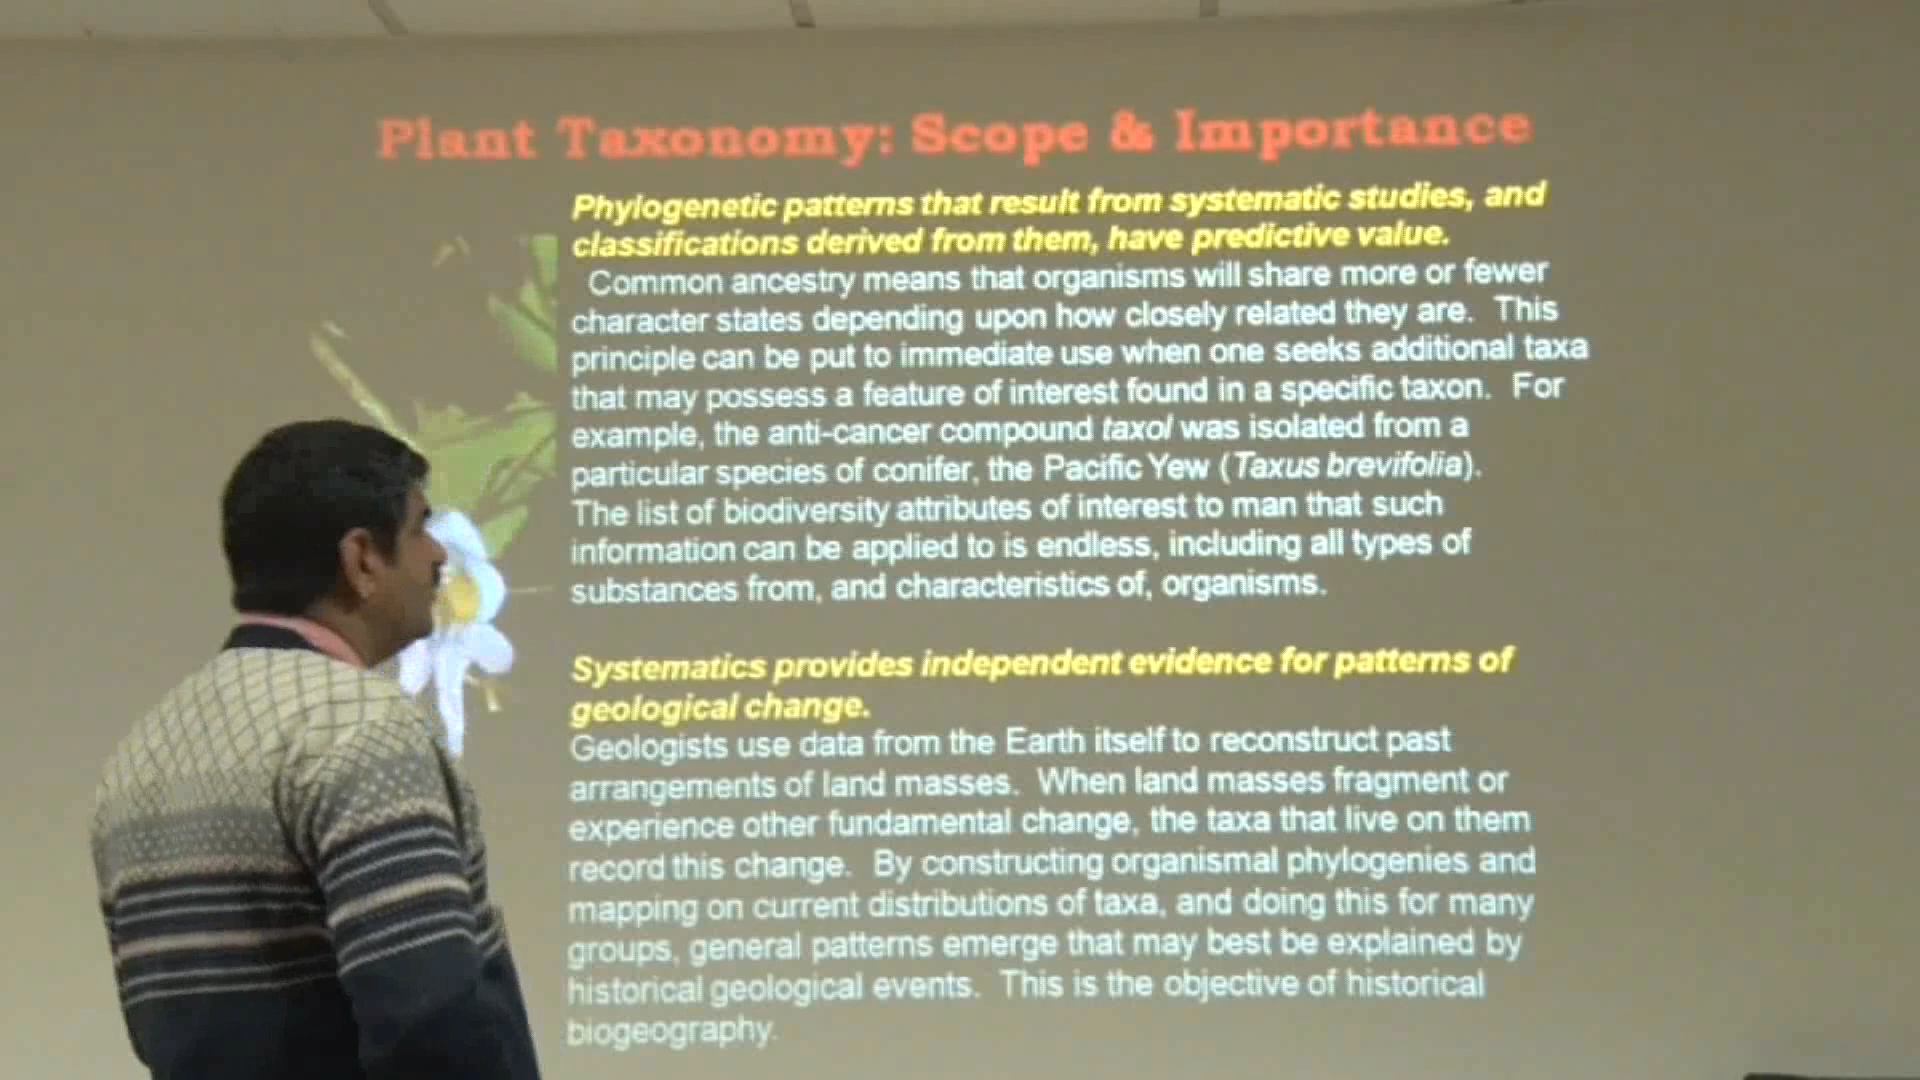 Plant Taxonomy: Scope & Importance
Phylogenetic patterns that result from systematic studies, and
classifications derived from them, have predictive value.
Common ancestry means that organisms will share more or fewer
character states depending upon how closely related they are. This
principle can be put to immediate use when one seeks additional taxa
that may possess a feature of interest found in a specific taxon. For
example, the anti-cancer compound taxol was isolated from a
particular species of conifer, the Pacific Yew (Taxus brevifolia).
The list of biodiversity attributes of interest to man that such
information can be applied to is endless, including all types of
substances from, and characteristics of, organisms.
Systematics provides independent evidence for patterns of
geological change.
Geologists use data from the Earth itself to reconstruct past
arrangements of land masses. When land masses fragment or
experience other fundamental change, the taxa that live on them
record this change. By constructing organismal phylogenies and
mapping on current distributions of taxa, and doing this for many
groups, general patterns emerge that may best be explained by
historical geological events. This is the objective of historical
biogeography.